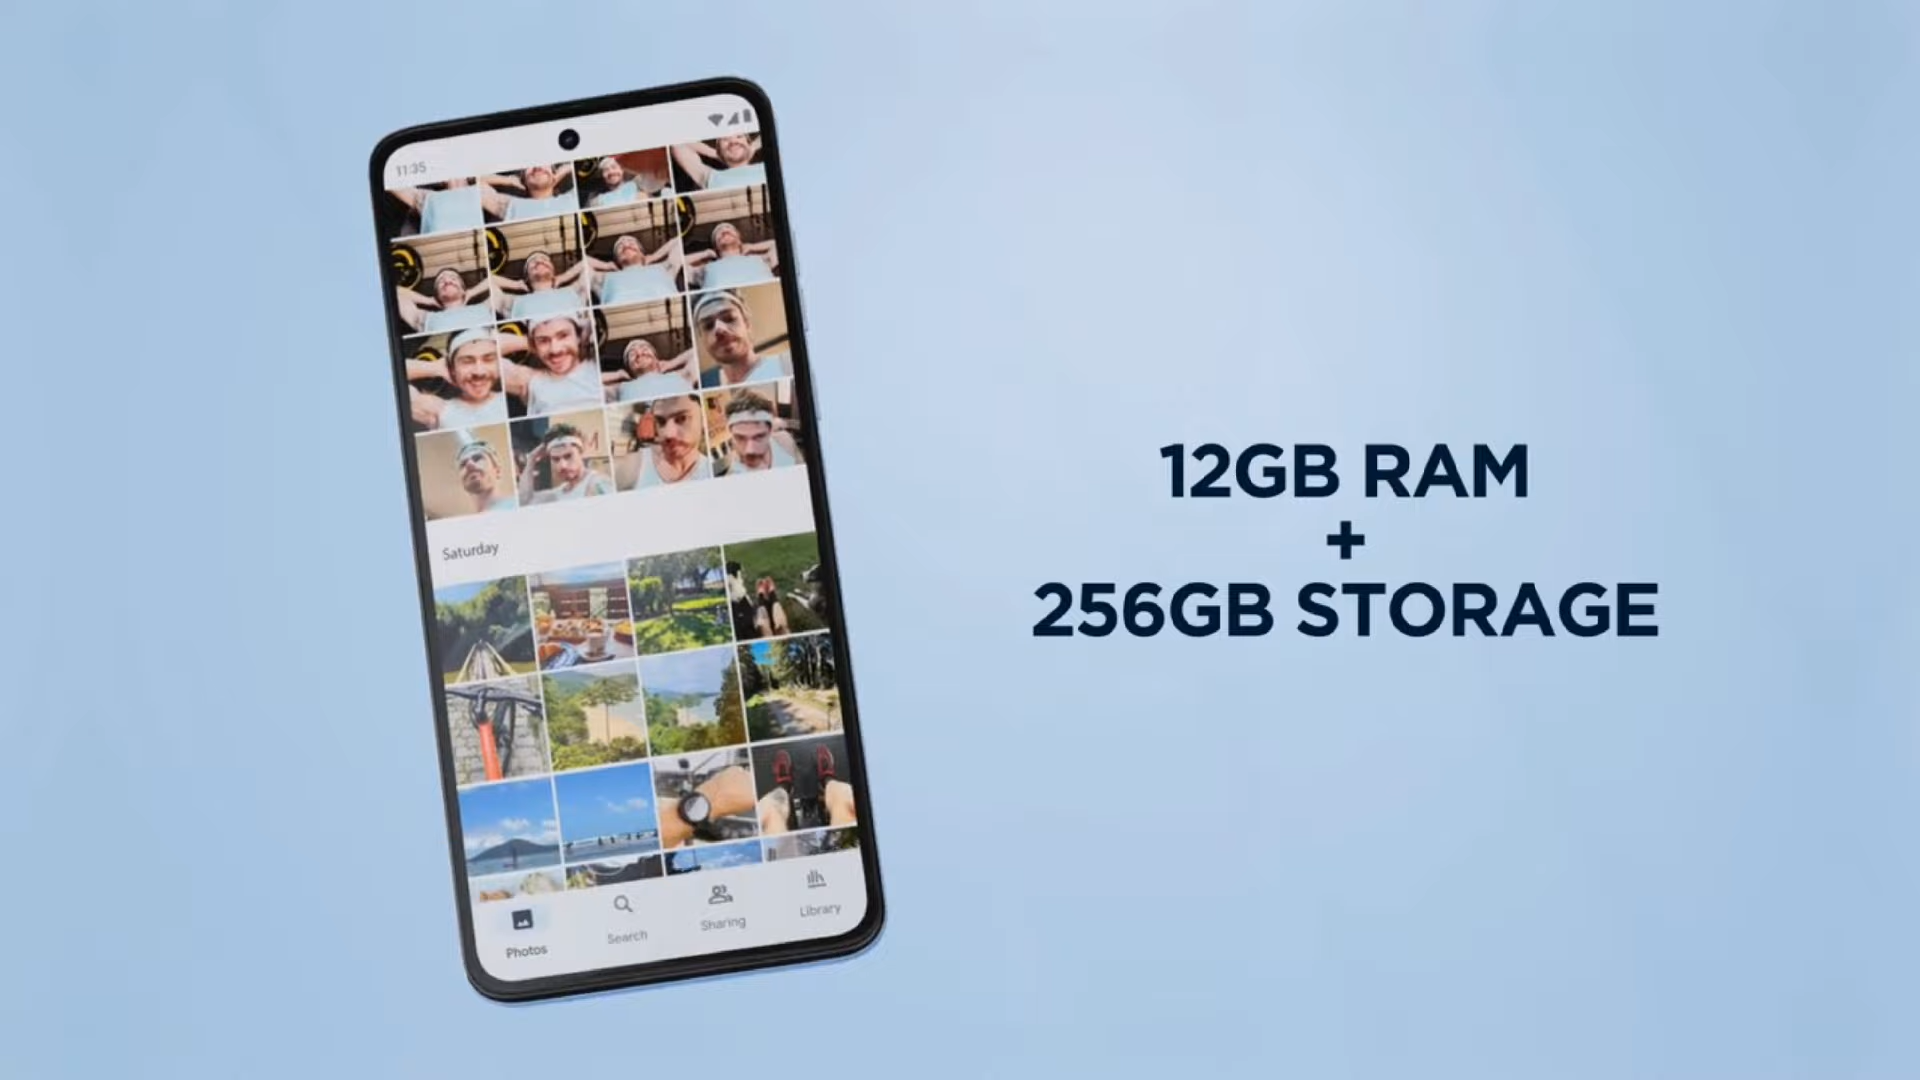 11:35
Saturday
Photos
Search
Sharing
Library
12GB RAM
+
256GB STORAGE